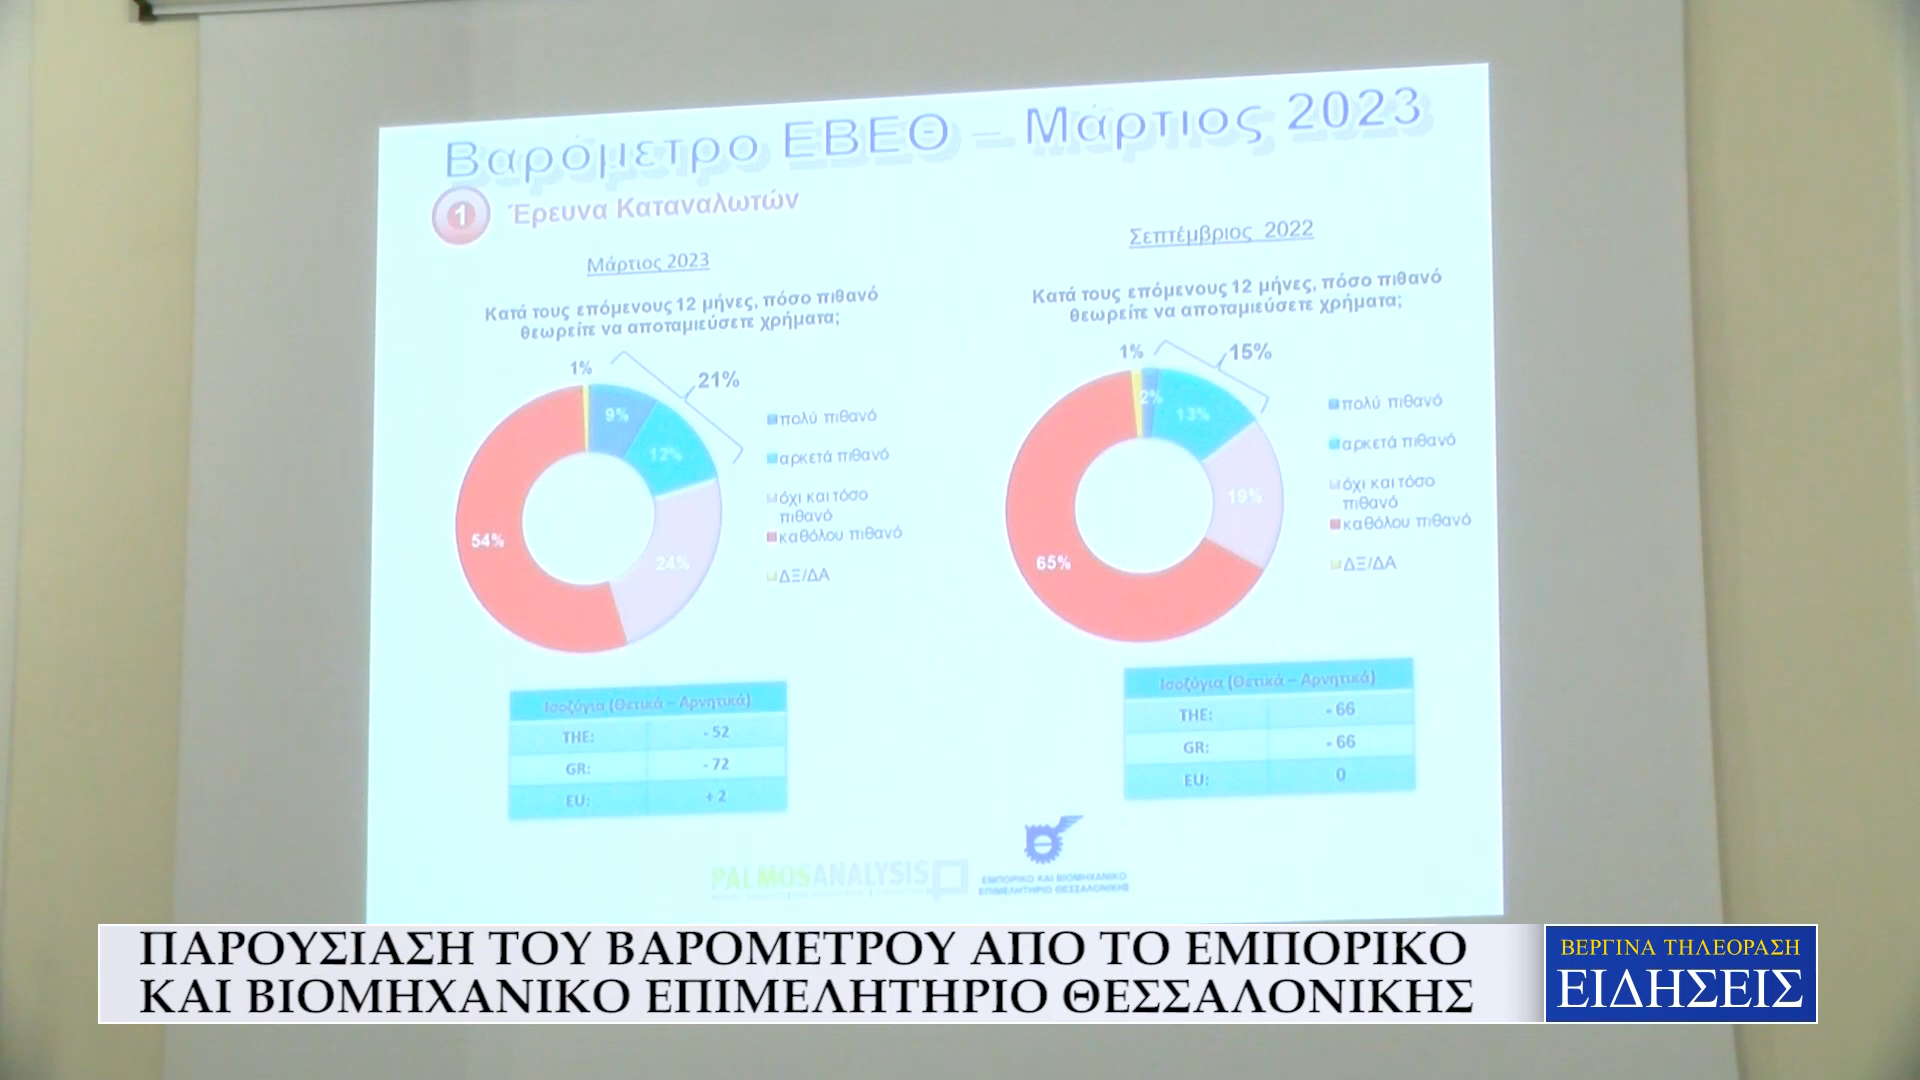 Βαρόμετρο ΕΒΕΘ – Μάρτιος 2023
1 Έρευνα Καταναλωτών
Μάρτιος 2023
Κατά τους επόμενους 12 μήνες, πόσο πιθανό
θεωρείτε να αποταμιεύσετε χρήματα;
1%
21%
9%
12%
24%
54%
πολύ πιθανό
αρκετά πιθανό
όχι και τόσο
πιθανό
καθόλου πιθανό
ΔΞ/ΔΑ
Ισοζύγια (Θετικά – Αρνητικά)
THE: - 52
GR: - 72
EU: + 2
Σεπτέμβριος 2022
Κατά τους επόμενους 12 μήνες, πόσο πιθανό
θεωρείτε να αποταμιεύσετε χρήματα;
1%
15%
2%
13%
19%
65%
πολύ πιθανό
αρκετά πιθανό
όχι και τόσο
πιθανό
καθόλου πιθανό
ΔΞ/ΔΑ
Ισοζύγια (Θετικά – Αρνητικά)
THE: - 66
GR: - 66
EU: 0
PALMOSANALYSIS
ΕΜΠΟΡΙΚΟ ΚΑΙ ΒΙΟΜΗΧΑΝΙΚΟ
ΕΠΙΜΕΛΗΤΗΡΙΟ ΘΕΣΣΑΛΟΝΙΚΗΣ
ΠΑΡΟΥΣΙΑΣΗ ΤΟΥ ΒΑΡΟΜΕΤΡΟΥ ΑΠΟ ΤΟ ΕΜΠΟΡΙΚΟ
ΚΑΙ ΒΙΟΜΗΧΑΝΙΚΟ ΕΠΙΜΕΛΗΤΗΡΙΟ ΘΕΣΣΑΛΟΝΙΚΗΣ
ΒΕΡΓΙΝΑ ΤΗΛΕΟΡΑΣΗ
ΕΙΔΗΣΕΙΣ